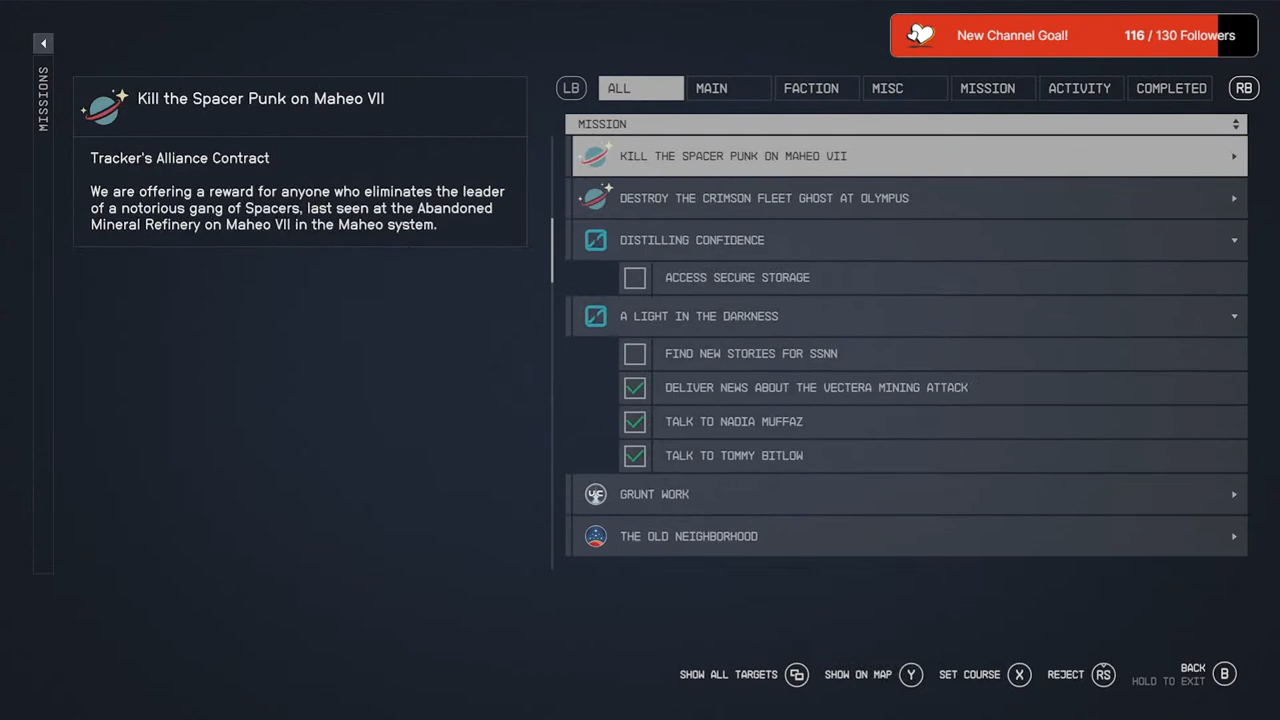 New Channel Goal!
116 / 130 Followers
MISSIONS
Kill the Spacer Punk on Maheo VII
Tracker's Alliance Contract
We are offering a reward for anyone who eliminates the leader
of a notorious gang of Spacers, last seen at the Abandoned
Mineral Refinery on Maheo VII in the Maheo system.
LB
ALL
MAIN
FACTION
MISC
MISSION
ACTIVITY
COMPLETED
RB
MISSION
KILL THE SPACER PUNK ON MAHEO VII
DESTROY THE CRIMSON FLEET GHOST AT OLYMPUS
DISTILLING CONFIDENCE
ACCESS SECURE STORAGE
A LIGHT IN THE DARKNESS
FIND NEW STORIES FOR SSNN
DELIVER NEWS ABOUT THE VECTERA MINING ATTACK
TALK TO NADIA MUFFAZ
TALK TO TOMMY BITLOW
UC
GRUNT WORK
THE OLD NEIGHBORHOOD
SHOW ALL TARGETS
SHOW ON MAP
Y
SET COURSE
X
REJECT
RS
BACK
HOLD TO EXIT
B